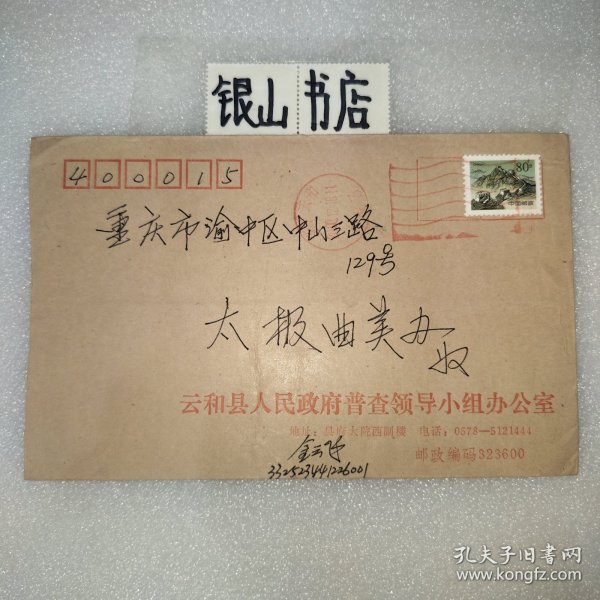 银山 书店
400015
80分
中国邮政
重庆市渝中区中山三路
129号
太极曲美办
收
云和县人民政府普查领导小组办公室
地址：县府大院西副楼 电话：0578—5121444
邮政编码323600
332523441226001
孔夫子旧书网
www.kongfz.com